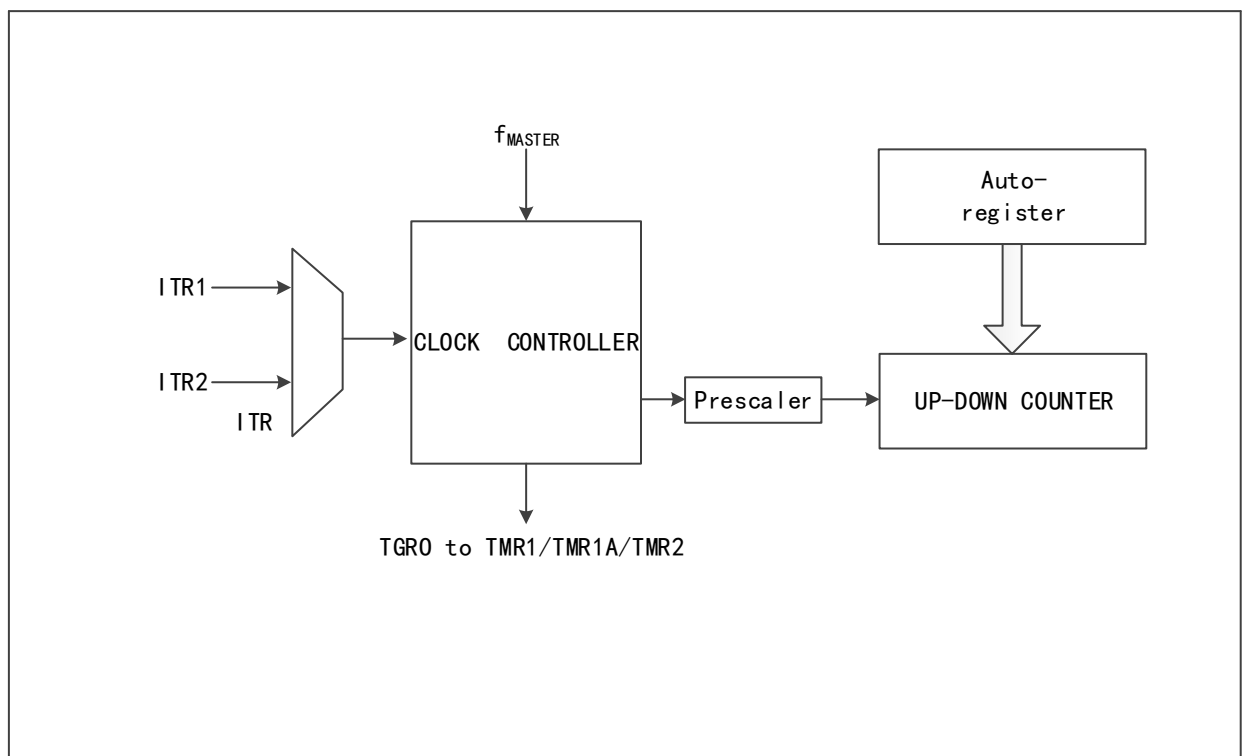 fMASTER
Auto-
register
ITR1
CLOCK CONTROLLER
ITR2
Prescaler
UP-DOWN COUNTER
ITR
TGRO to TMR1/TMR1A/TMR2